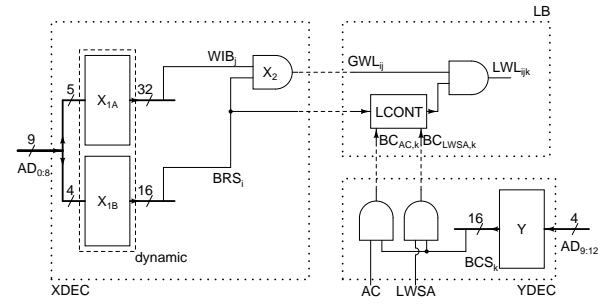 LB
WIB_j
X_2
GWL_ij
LWL_ijk
5
X_1A
32
LCONT
9
AD_0:8
BC_AC,k
BC_LWSA,k
4
X_1B
16
BRS_i
16
Y
4
AD_9:12
dynamic
BCS_k
XDEC
AC
LWSA
YDEC